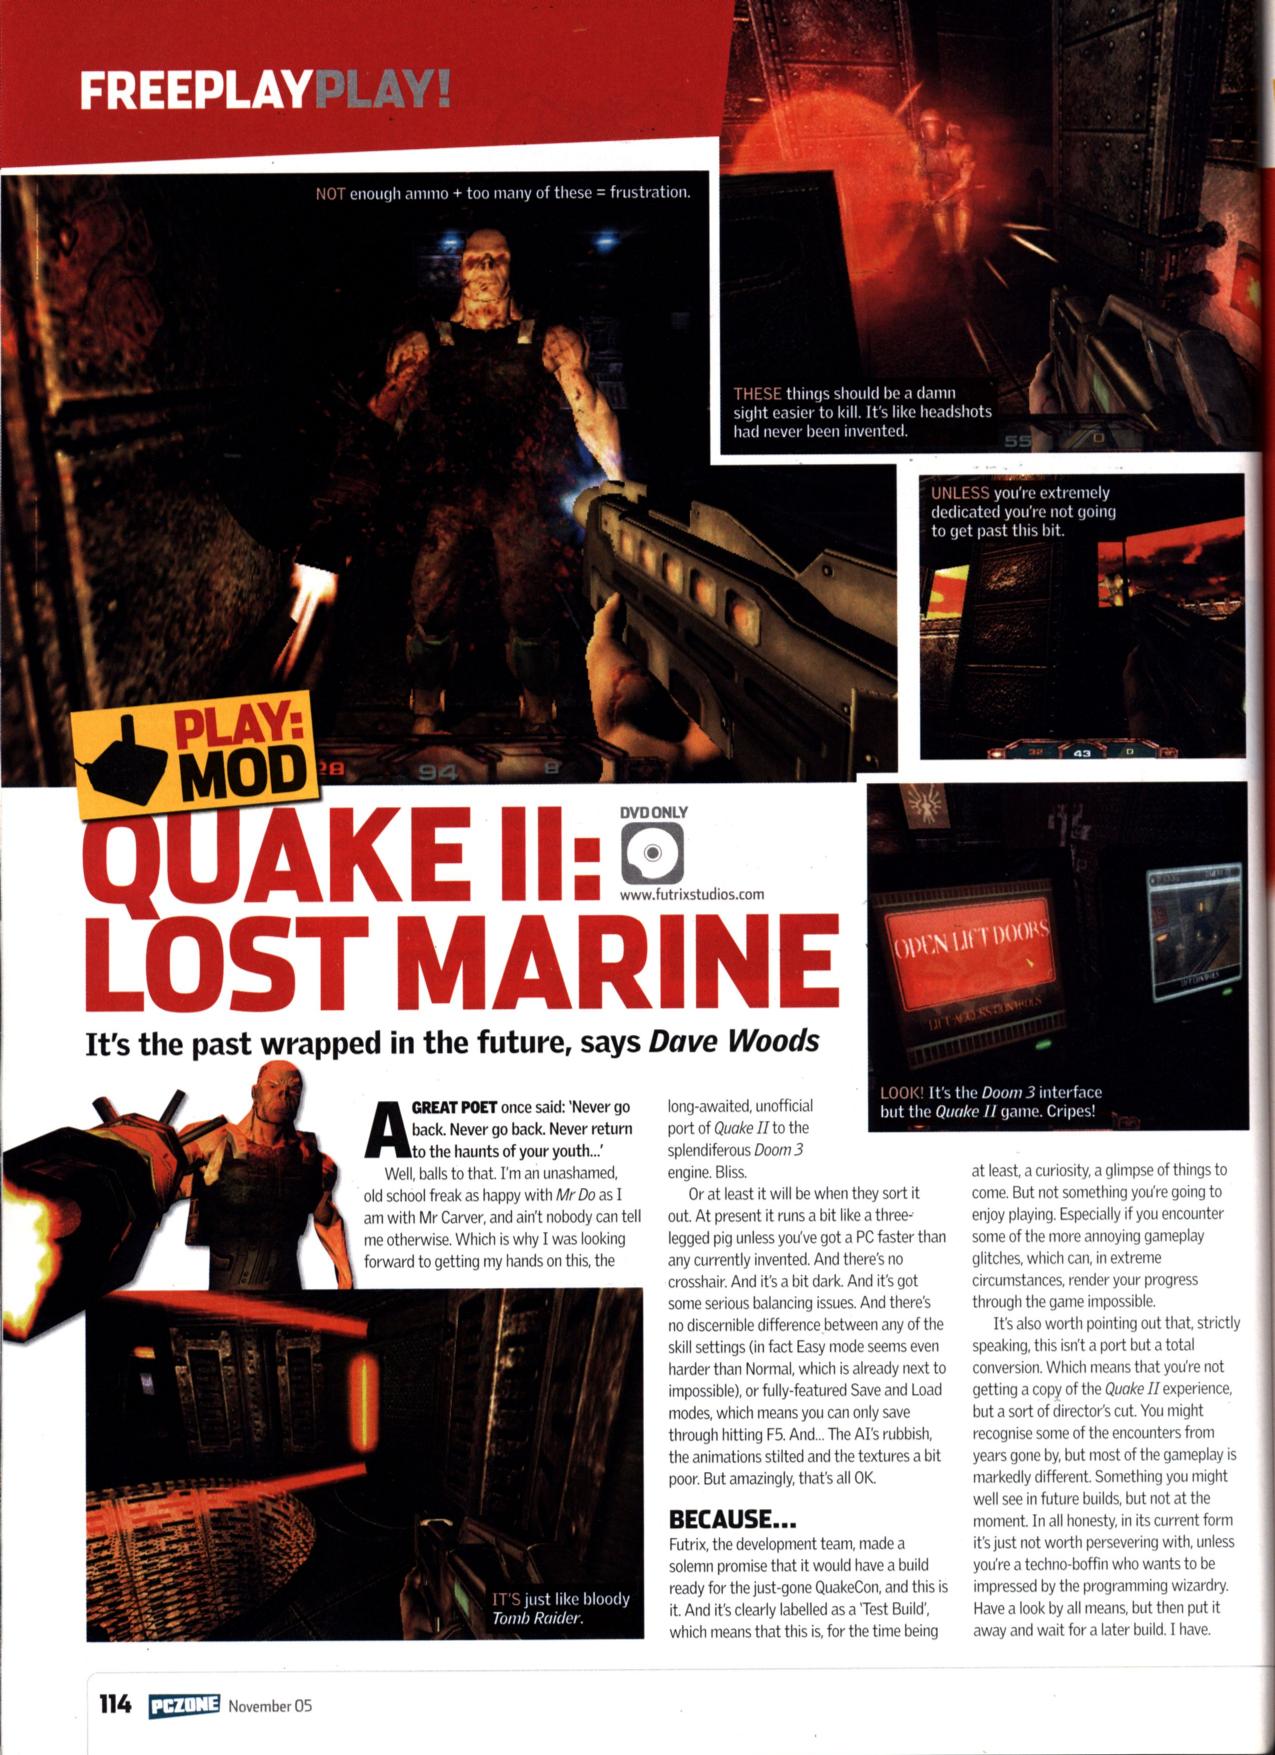 FREEPLAYPLAY!
NOT enough ammo + too many of these = frustration.
THESE things should be a damn
sight easier to kill. It's like headshots
had never been invented.
55
0
UNLESS you're extremely
dedicated you're not going
to get past this bit.
32 43 0
PLAY:
MOD
28 94 8
QUAKE II:
LOST MARINE
DVD ONLY
www.futrixstudios.com
OPEN LIFT DOORS
LIFT ACCESS CONTROLS
LOOK! It's the Doom 3 interface
but the Quake II game. Cripes!
It's the past wrapped in the future, says Dave Woods
A GREAT POET once said: 'Never go
back. Never go back. Never return
to the haunts of your youth...'
Well, balls to that. I'm an unashamed,
old school freak as happy with Mr Do as I
am with Mr Carver, and ain't nobody can tell
me otherwise. Which is why I was looking
forward to getting my hands on this, the
long-awaited, unofficial
port of Quake II to the
splendiferous Doom 3
engine. Bliss.
Or at least it will be when they sort it
out. At present it runs a bit like a three-
legged pig unless you've got a PC faster than
any currently invented. And there's no
crosshair. And it's a bit dark. And it's got
some serious balancing issues. And there's
no discernible difference between any of the
skill settings (in fact Easy mode seems even
harder than Normal, which is already next to
impossible), or fully-featured Save and Load
modes, which means you can only save
through hitting F5. And... The AI's rubbish,
the animations stilted and the textures a bit
poor. But amazingly, that's all OK.
BECAUSE...
Futrix, the development team, made a
solemn promise that it would have a build
ready for the just-gone QuakeCon, and this is
it. And it's clearly labelled as a 'Test Build',
which means that this is, for the time being
at least, a curiosity, a glimpse of things to
come. But not something you're going to
enjoy playing. Especially if you encounter
some of the more annoying gameplay
glitches, which can, in extreme
circumstances, render your progress
through the game impossible.
It's also worth pointing out that, strictly
speaking, this isn't a port but a total
conversion. Which means that you're not
getting a copy of the Quake II experience,
but a sort of director's cut. You might
recognise some of the encounters from
years gone by, but most of the gameplay is
markedly different. Something you might
well see in future builds, but not at the
moment. In all honesty, in its current form
it's just not worth persevering with, unless
you're a techno-boffin who wants to be
impressed by the programming wizardry.
Have a look by all means, but then put it
away and wait for a later build. I have.
IT'S just like bloody
Tomb Raider.
114 PCZONE November 05